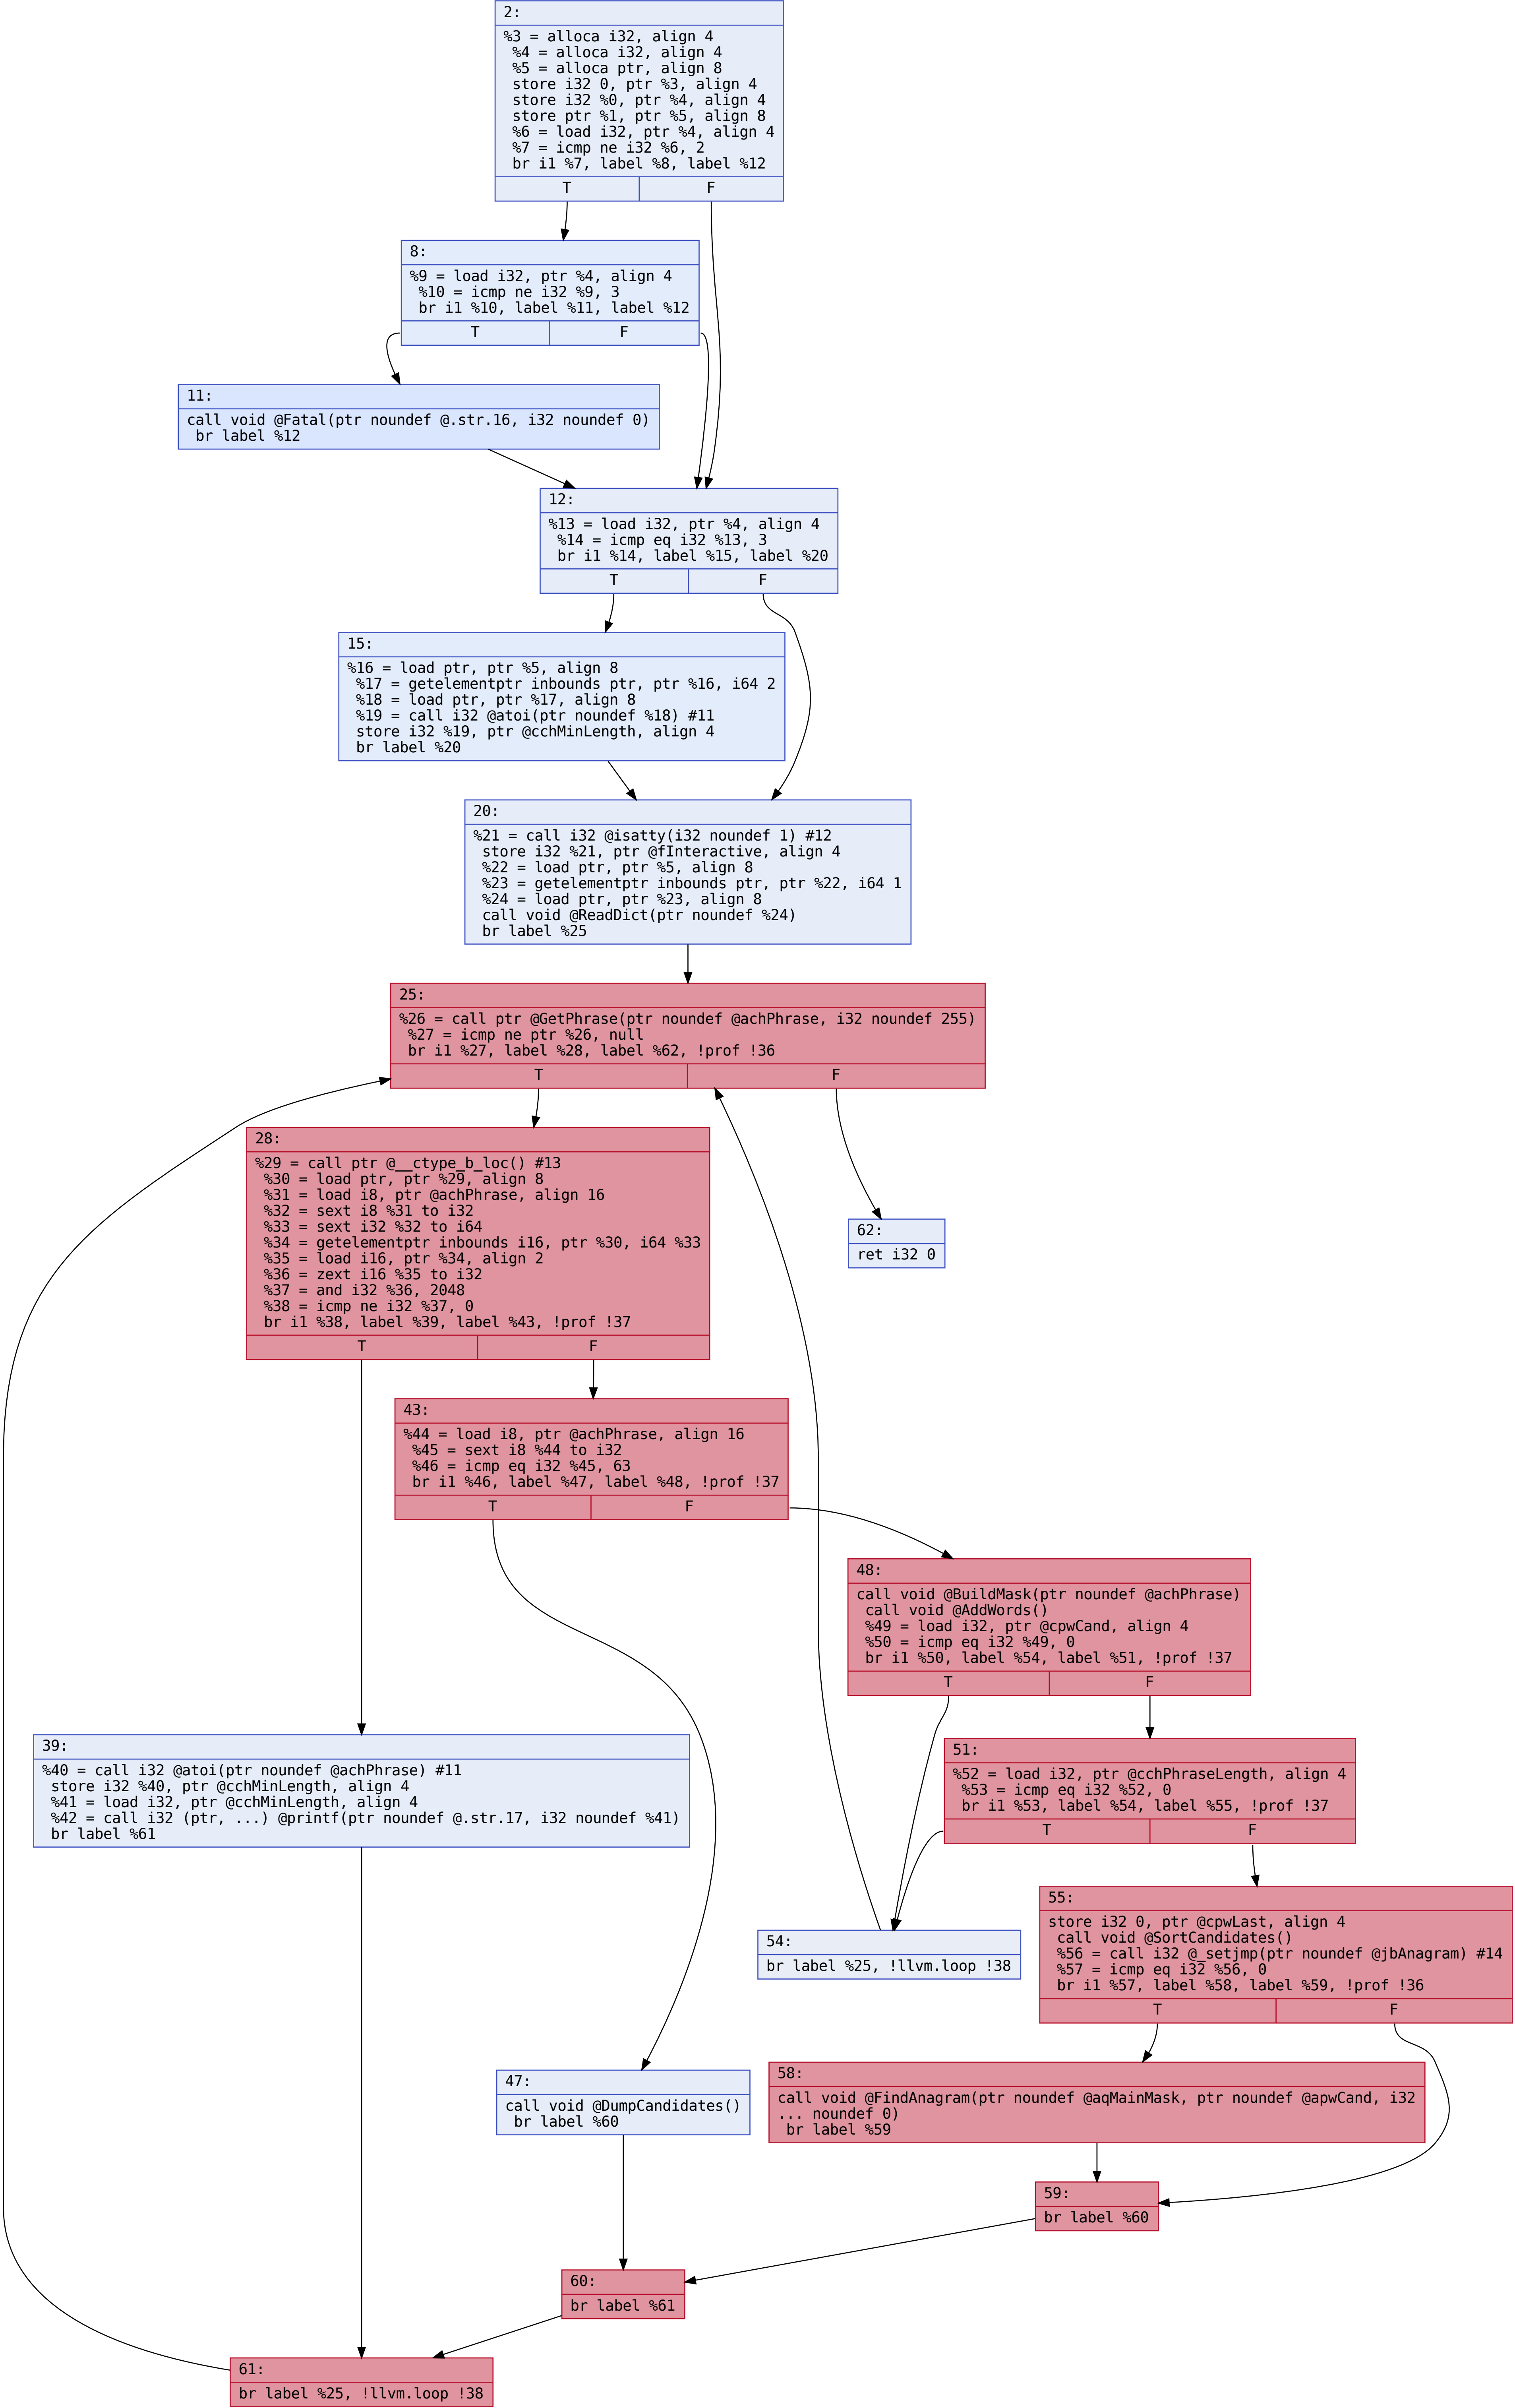 2:
%3 = alloca i32, align 4
%4 = alloca i32, align 4
%5 = alloca ptr, align 8
store i32 0, ptr %3, align 4
store i32 %0, ptr %4, align 4
store ptr %1, ptr %5, align 8
%6 = load i32, ptr %4, align 4
%7 = icmp ne i32 %6, 2
br i1 %7, label %8, label %12
T F
8:
%9 = load i32, ptr %4, align 4
%10 = icmp ne i32 %9, 3
br i1 %10, label %11, label %12
T F
11:
call void @Fatal(ptr noundef @.str.16, i32 noundef 0)
br label %12
12:
%13 = load i32, ptr %4, align 4
%14 = icmp eq i32 %13, 3
br i1 %14, label %15, label %20
T F
15:
%16 = load ptr, ptr %5, align 8
%17 = getelementptr inbounds ptr, ptr %16, i64 2
%18 = load ptr, ptr %17, align 8
%19 = call i32 @atoi(ptr noundef %18) #11
store i32 %19, ptr @cchMinLength, align 4
br label %20
20:
%21 = call i32 @isatty(i32 noundef 1) #12
store i32 %21, ptr @fInteractive, align 4
%22 = load ptr, ptr %5, align 8
%23 = getelementptr inbounds ptr, ptr %22, i64 1
%24 = load ptr, ptr %23, align 8
call void @ReadDict(ptr noundef %24)
br label %25
25:
%26 = call ptr @GetPhrase(ptr noundef @achPhrase, i32 noundef 255)
%27 = icmp ne ptr %26, null
br i1 %27, label %28, label %62, !prof !36
T F
28:
%29 = call ptr @__ctype_b_loc() #13
%30 = load ptr, ptr %29, align 8
%31 = load i8, ptr @achPhrase, align 16
%32 = sext i8 %31 to i32
%33 = sext i32 %32 to i64
%34 = getelementptr inbounds i16, ptr %30, i64 %33
%35 = load i16, ptr %34, align 2
%36 = zext i16 %35 to i32
%37 = and i32 %36, 2048
%38 = icmp ne i32 %37, 0
br i1 %38, label %39, label %43, !prof !37
T F
62:
ret i32 0
43:
%44 = load i8, ptr @achPhrase, align 16
%45 = sext i8 %44 to i32
%46 = icmp eq i32 %45, 63
br i1 %46, label %47, label %48, !prof !37
T F
48:
call void @BuildMask(ptr noundef @achPhrase)
call void @AddWords()
%49 = load i32, ptr @cpwCand, align 4
%50 = icmp eq i32 %49, 0
br i1 %50, label %54, label %51, !prof !37
T F
39:
%40 = call i32 @atoi(ptr noundef @achPhrase) #11
store i32 %40, ptr @cchMinLength, align 4
%41 = load i32, ptr @cchMinLength, align 4
%42 = call i32 (ptr, ...) @printf(ptr noundef @.str.17, i32 noundef %41)
br label %61
51:
%52 = load i32, ptr @cchPhraseLength, align 4
%53 = icmp eq i32 %52, 0
br i1 %53, label %54, label %55, !prof !37
T F
54:
br label %25, !llvm.loop !38
55:
store i32 0, ptr @cpwLast, align 4
call void @SortCandidates()
%56 = call i32 @_setjmp(ptr noundef @jbAnagram) #14
%57 = icmp eq i32 %56, 0
br i1 %57, label %58, label %59, !prof !36
T F
47:
call void @DumpCandidates()
br label %60
58:
call void @FindAnagram(ptr noundef @aqMainMask, ptr noundef @apwCand, i32
... noundef 0)
br label %59
59:
br label %60
60:
br label %61
61:
br label %25, !llvm.loop !38